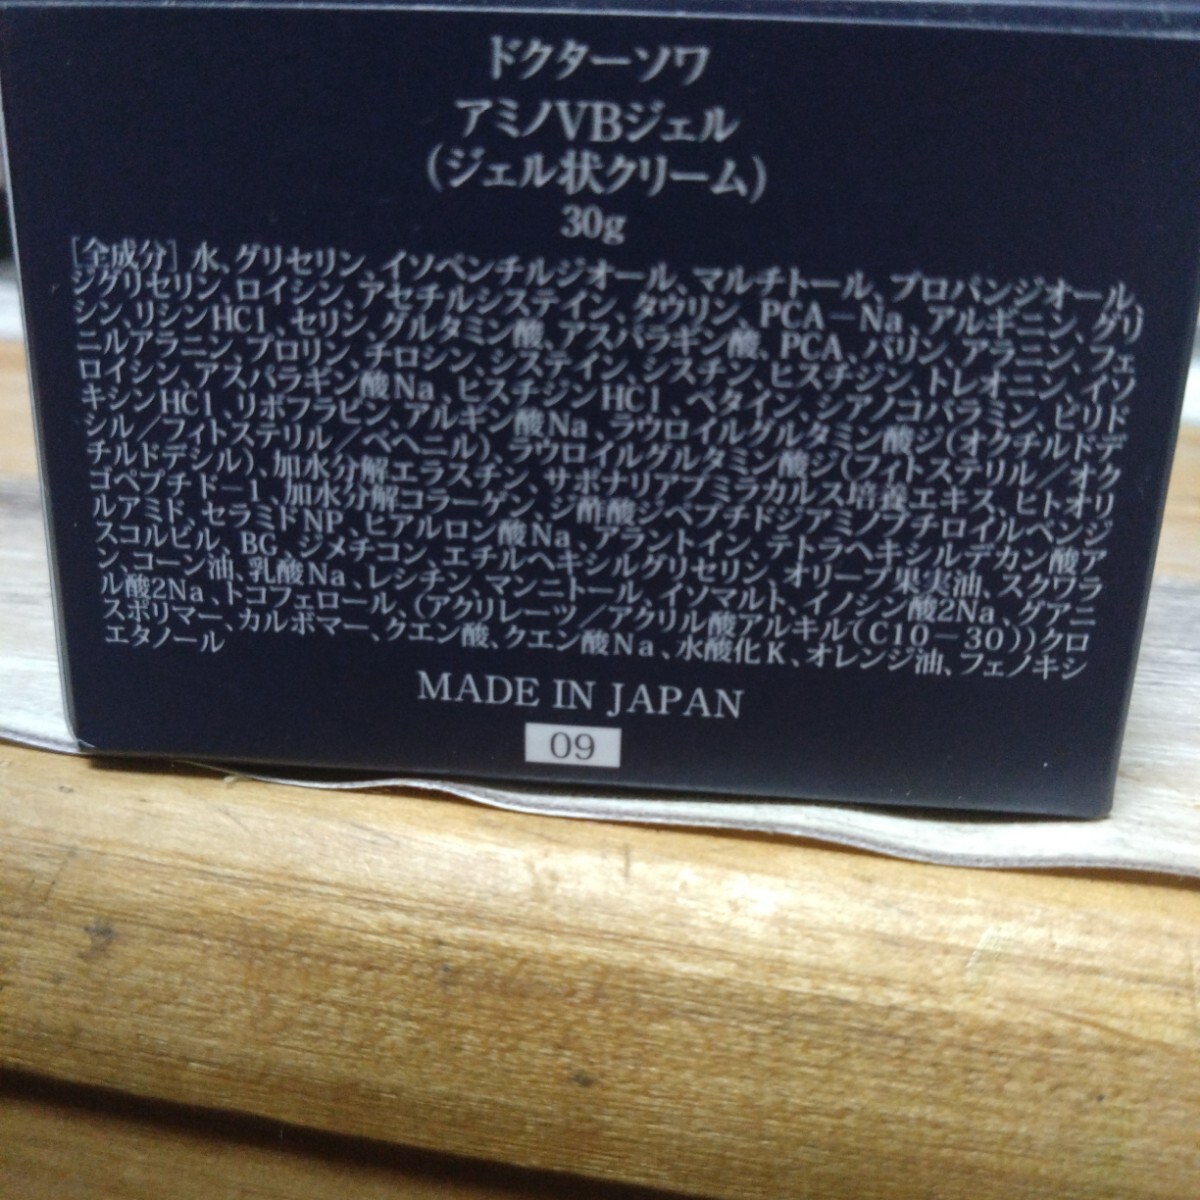 ドクターソワ
アミノVBジェル
(ジェル状クリーム)
30g
[全成分] 水、グリセリン、イソペンチルジオール、マルチトール、プロパンジオール、
ジグリセリン、ロイシン、アセチルシステイン、タウリン、PCA-Na、アルギニン、グリ
シン、リシンHCl、セリン、グルタミン酸、アスパラギン酸、PCA、バリン、アラニン、フェ
ニルアラニン、プロリン、チロシン、システイン、シスチン、ヒスチジン、トレオニン、イソ
ロイシン、アスパラギン酸Na、ヒスチジンHCl、ベタイン、シアノコバラミン、ピリド
キシンHCl、リボフラビン、アルギン酸Na、ラウロイルグルタミン酸ジ(オクチルドデ
シル/フィトステリル/ベヘニル)、ラウロイルグルタミン酸ジ(フィトステリル/オク
チルドデシル)、加水分解エラスチン、サポナリアプミラカルス培養エキス、ヒトオリ
ゴペプチド-1、加水分解コラーゲン、ジ酢酸ジペプチドジアミノブチロイルベンジ
ルアミド、セラミドNP、ヒアルロン酸Na、アラントイン、テトラヘキシルデカン酸ア
スコルビル、BG、ジメチコン、エチルヘキシルグリセリン、オリーブ果実油、スクワラ
ン、コーン油、乳酸Na、レシチン、マンニトール、イソマルト、イノシン酸2Na、グアニ
ル酸2Na、トコフェロール、(アクリレーツ/アクリル酸アルキル(C10-30))クロ
スポリマー、カルボマー、クエン酸、クエン酸Na、水酸化K、オレンジ油、フェノキシ
エタノール
MADE IN JAPAN
09